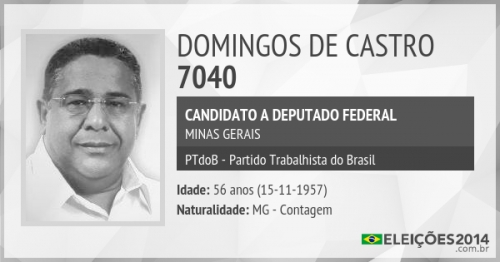 DOMINGOS DE CASTRO
7040
CANDIDATO A DEPUTADO FEDERAL
MINAS GERAIS
PTdoB - Partido Trabalhista do Brasil
Idade: 56 anos (15-11-1957)
Naturalidade: MG - Contagem
ELEIÇÕES2014
.com.br